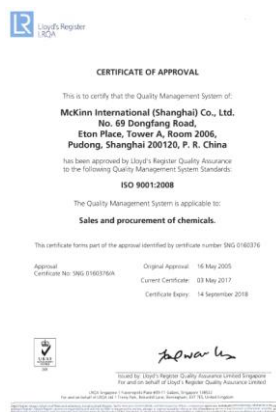 Lloyd's Register
LRQA
CERTIFICATE OF APPROVAL
This is to certify that the Quality Management System of:
McKinn International (Shanghai) Co., Ltd.
No. 69 Dongfang Road,
Eton Place, Tower A, Room 2006,
Pudong, Shanghai 200120, P. R. China
has been approved by Lloyd's Register Quality Assurance
to the following Quality Management System Standards:
ISO 9001:2008
The Quality Management System is applicable to:
Sales and procurement of chemicals.
This certificate forms part of the approval identified by certificate number SNG 0160376
Approval
Certificate No: SNG 0160376/A
Original Approval: 16 May 2005
Current Certificate: 03 May 2017
Certificate Expiry: 14 September 2018
UKAS
Issued by: Lloyd's Register Quality Assurance Limited Singapore
For and on behalf of Lloyd's Register Quality Assurance Limited